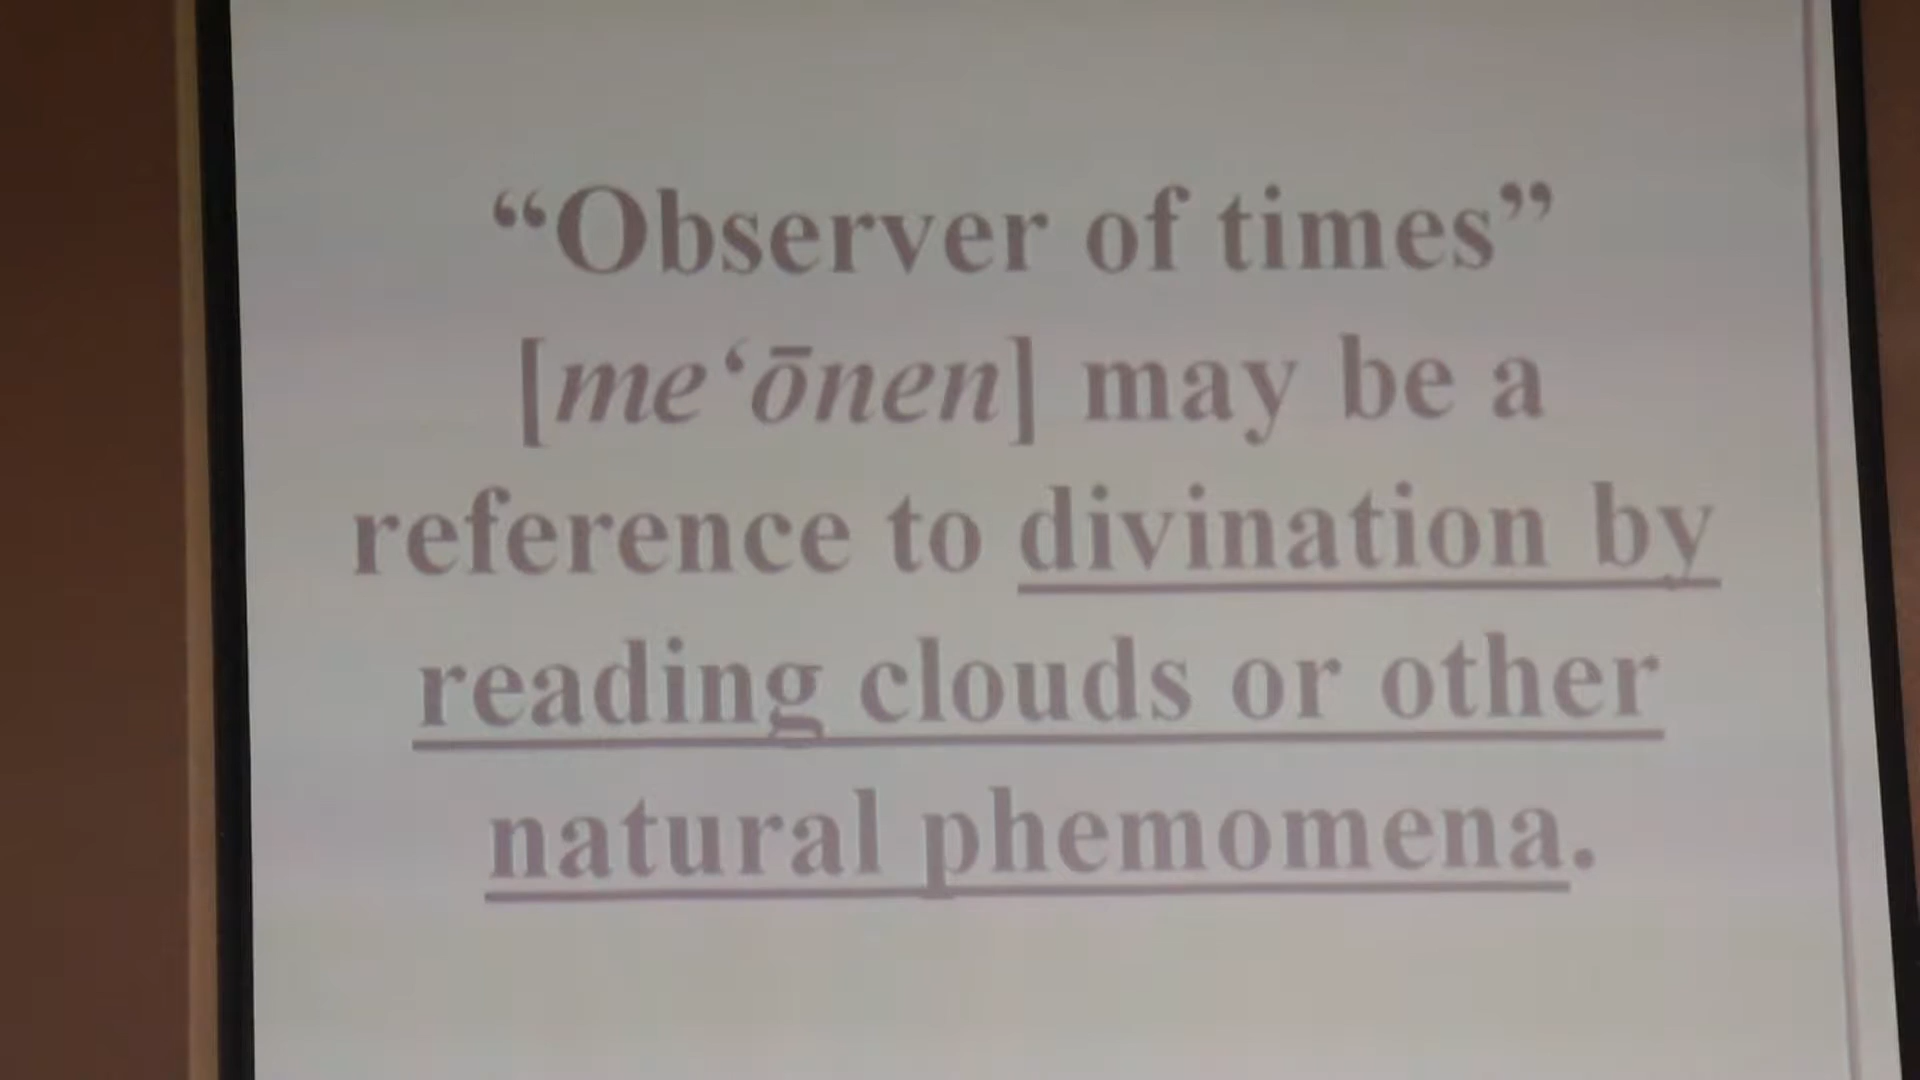 “Observer of times”
[me‘ōnen] may be a
reference to divination by
reading clouds or other
natural phemomena.